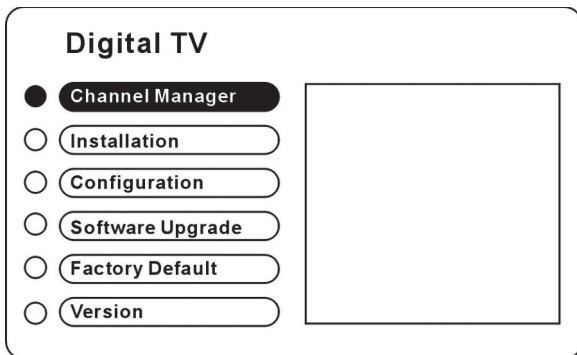 Digital TV
Channel Manager
Installation
Configuration
Software Upgrade
Factory Default
Version